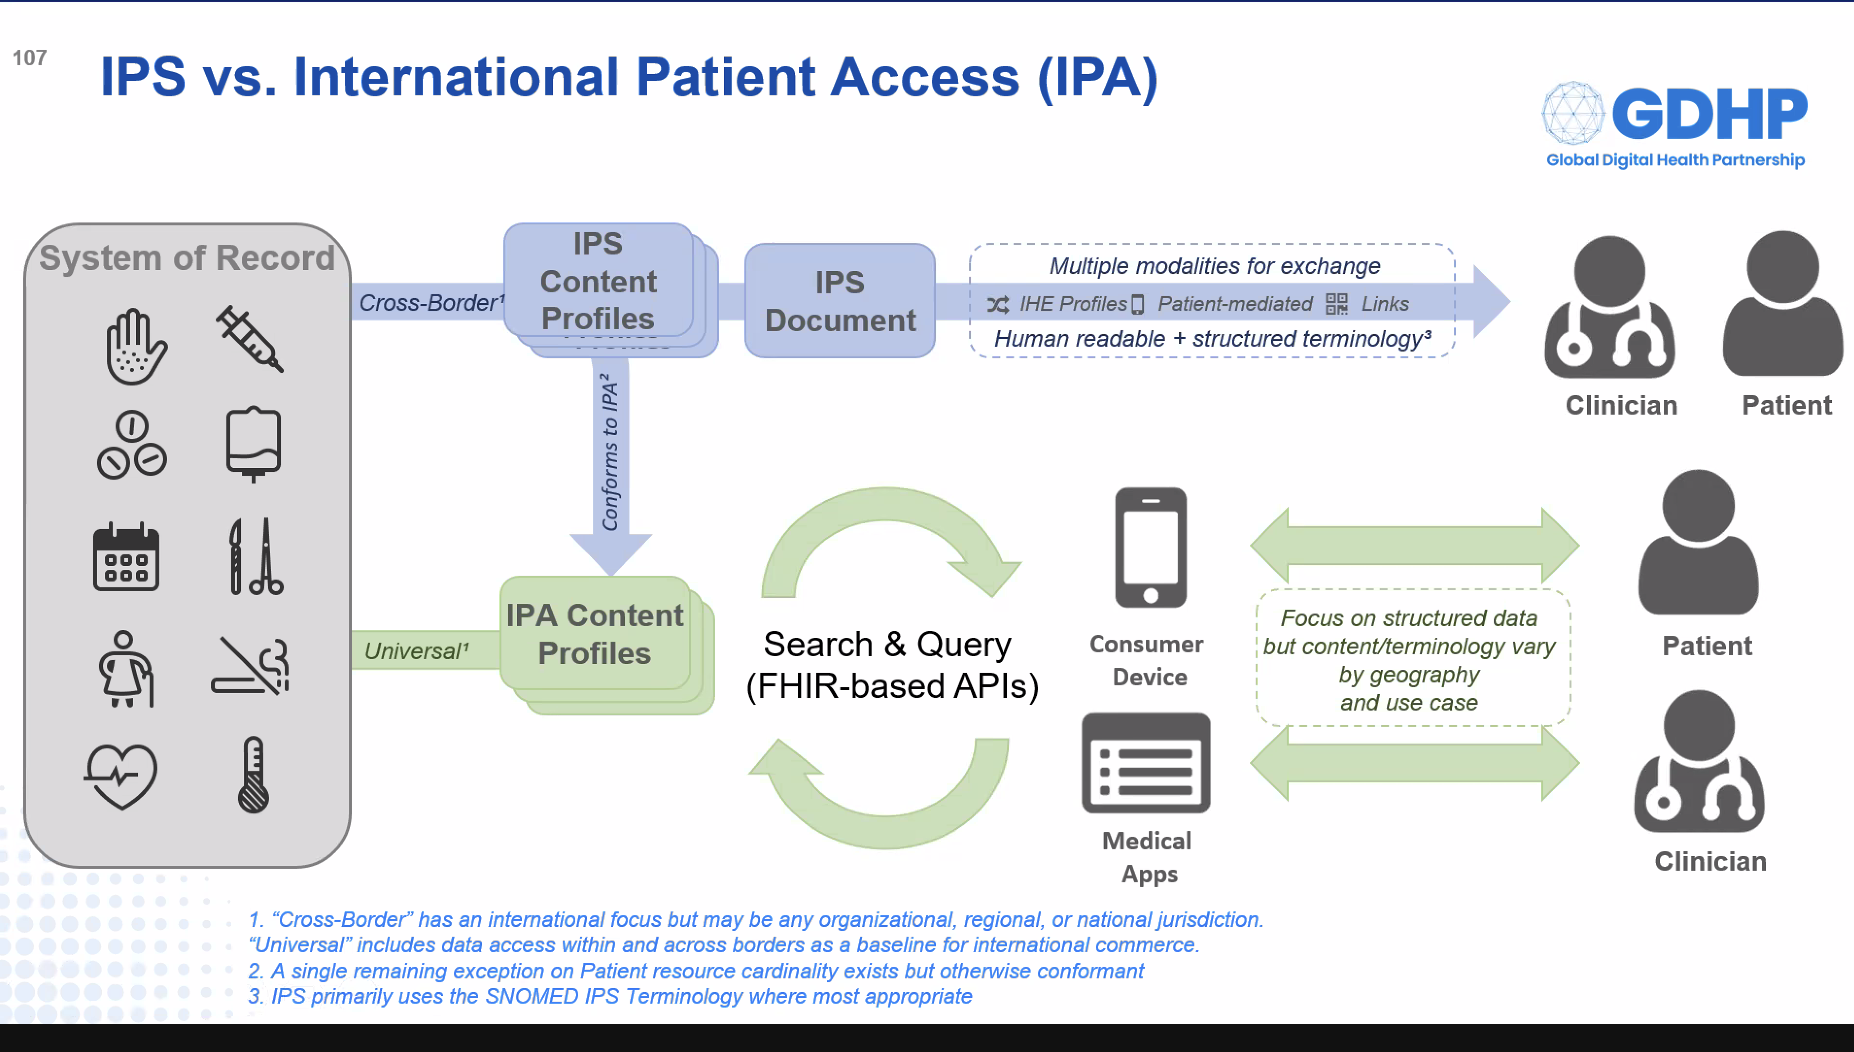 107
IPS vs. International Patient Access (IPA)
GDHP
Global Digital Health Partnership
System of Record
Cross-Border¹
IPS
Content
Profiles
IPS
Document
Multiple modalities for exchange
IHE Profiles Patient-mediated Links
Human readable + structured terminology³
Clinician
Patient
Conforms to IPA²
Universal¹
IPA Content
Profiles
Search & Query
(FHIR-based APIs)
Consumer
Device
Medical
Apps
Focus on structured data
but content/terminology vary
by geography
and use case
Patient
Clinician
1. “Cross-Border” has an international focus but may be any organizational, regional, or national jurisdiction.
“Universal” includes data access within and across borders as a baseline for international commerce.
2. A single remaining exception on Patient resource cardinality exists but otherwise conformant
3. IPS primarily uses the SNOMED IPS Terminology where most appropriate